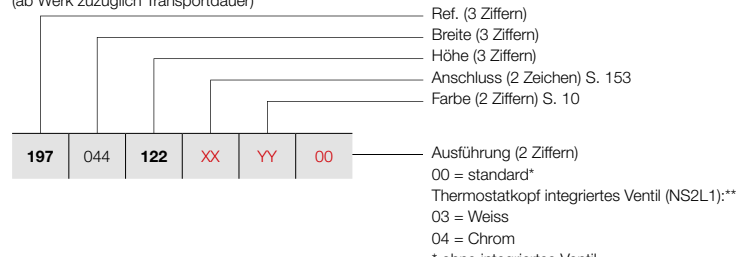 (ab Werk zuzüglich Transportdauer)
Ref. (3 Ziffern)
Breite (3 Ziffern)
Höhe (3 Ziffern)
Anschluss (2 Zeichen) S. 153
Farbe (2 Ziffern) S. 10
197 044 122 XX YY 00
Ausführung (2 Ziffern)
00 = standard*
Thermostatkopf integriertes Ventil (NS2L1):**
03 = Weiss
04 = Chrom
* ohne integriertes Ventil